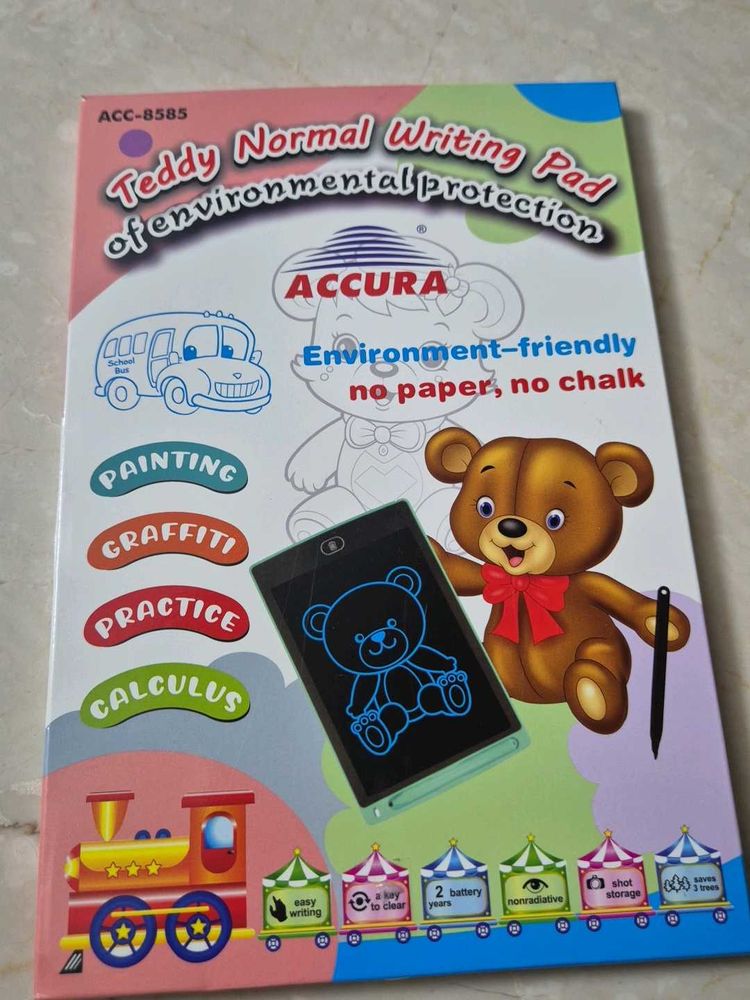 ACC-8585
Teddy Normal Writing Pad
of environmental protection
®
ACCURA
Environment-friendly
no paper, no chalk
School
Bus
PAINTING
GRAFFITI
PRACTICE
CALCULUS
easy
writing
a key
to clear
2 battery
years
nonradiative
shot
storage
saves
3 trees